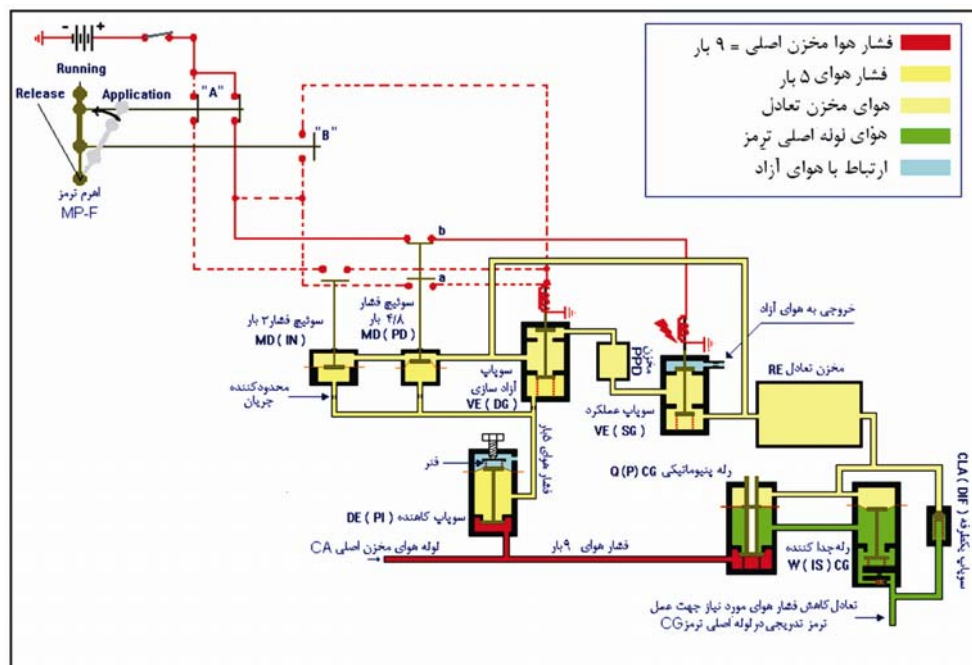 فشار هوا مخزن اصلی = ۹ بار
فشار هوای ۵ بار
هوای مخزن تعادل
هوای لوله اصلی ترمز
ارتباط با هوای آزاد
- +
Running
Release
Application
"A"
"B"
اهرم ترمز
MP-F
b
a
سوئیچ فشار ۳ بار
MD ( IN )
سوئیچ فشار
۴/۸ بار
MD ( PD )
محدودکننده
جریان
سوپاپ
آزاد سازی
VE ( DG )
مخزن
PPD
خروجی به هوای آزاد
سوپاپ عملکرد
VE ( SG )
مخزن تعادل RE
فشار هوای ۵بار
فنر
سوپاپ کاهنده DE ( PI )
رله پنیوماتیکی Q (P) CG
CLA ( DIF )
سوپاپ یکطرفه
رله جدا کننده
W ( IS ) CG
لوله هوای مخزن اصلی CA
فشار هوای ۹بار
تعادل کاهش فشار هوای مورد نیاز جهت عمل
ترمز تدریجی در لوله اصلی ترمز CG